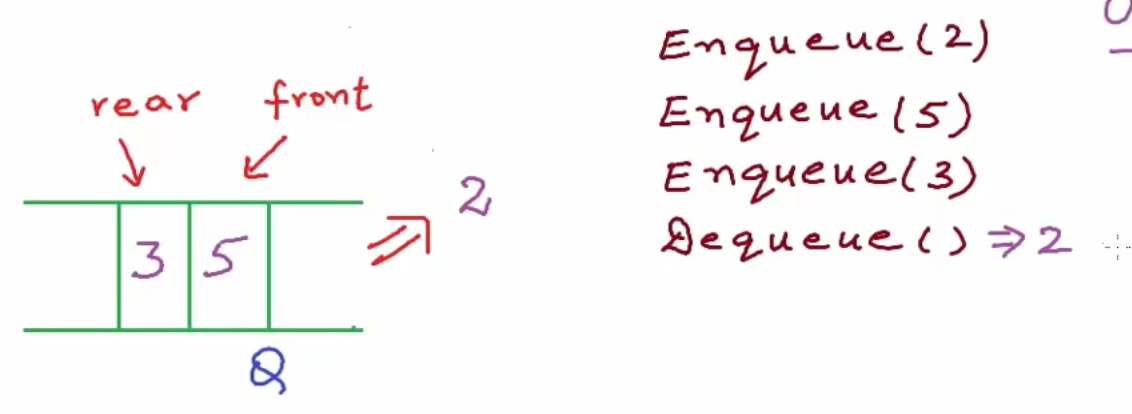 rear front
3 5
2
Q
Enqueue(2)
Enqueue(5)
Enqueue(3)
Dequeue() ⇒ 2